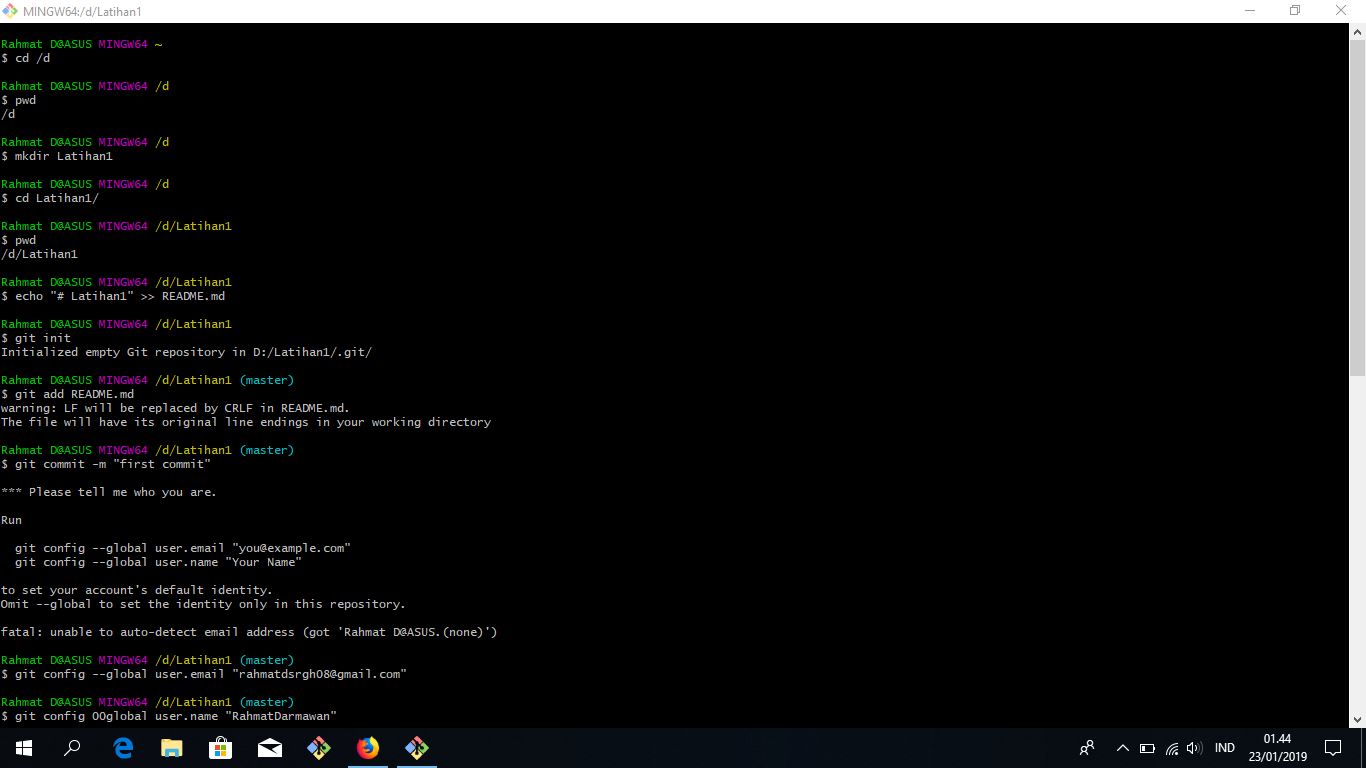 MINGW64:/d/Latihan1
Rahmat D@ASUS MINGW64 ~
$ cd /d
Rahmat D@ASUS MINGW64 /d
$ pwd
/d
Rahmat D@ASUS MINGW64 /d
$ mkdir Latihan1
Rahmat D@ASUS MINGW64 /d
$ cd Latihan1/
Rahmat D@ASUS MINGW64 /d/Latihan1
$ pwd
/d/Latihan1
Rahmat D@ASUS MINGW64 /d/Latihan1
$ echo "# Latihan1" >> README.md
Rahmat D@ASUS MINGW64 /d/Latihan1
$ git init
Initialized empty Git repository in D:/Latihan1/.git/
Rahmat D@ASUS MINGW64 /d/Latihan1 (master)
$ git add README.md
warning: LF will be replaced by CRLF in README.md.
The file will have its original line endings in your working directory
Rahmat D@ASUS MINGW64 /d/Latihan1 (master)
$ git commit -m "first commit"
*** Please tell me who you are.
Run
git config --global user.email "you@example.com"
git config --global user.name "Your Name"
to set your account's default identity.
Omit --global to set the identity only in this repository.
fatal: unable to auto-detect email address (got 'Rahmat D@ASUS.(none)')
Rahmat D@ASUS MINGW64 /d/Latihan1 (master)
$ git config --global user.email "rahmatdsrgh08@gmail.com"
Rahmat D@ASUS MINGW64 /d/Latihan1 (master)
$ git config 00global user.name "RahmatDarmawan"
IND
01.44
23/01/2019